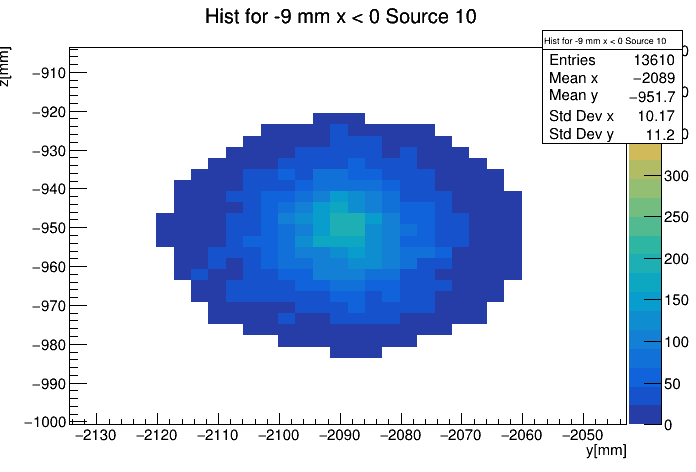 Hist for -9 mm x < 0 Source 10
Hist for -9 mm x < 0 Source 10
Entries 13610
Mean x −2089
Mean y −951.7
Std Dev x 10.17
Std Dev y 11.2
z[mm]
−910
−920
−930
−940
−950
−960
−970
−980
−990
−1000
−2130 −2120 −2110 −2100 −2090 −2080 −2070 −2060 −2050
y[mm]
300
250
200
150
100
50
0